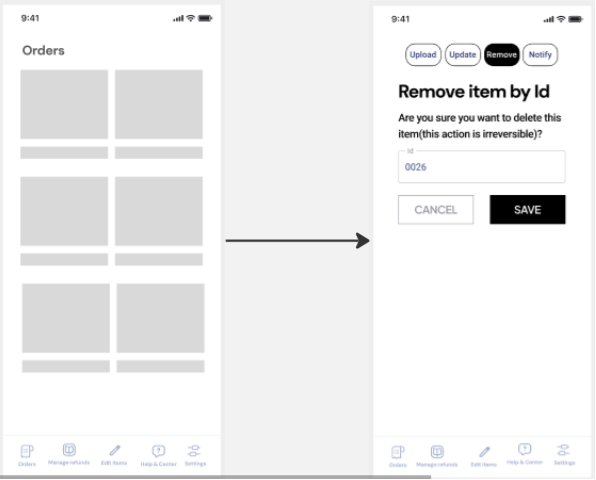 9:41
Orders
Orders
Manage refunds
Edit Items
Help & Center
Settings
9:41
Upload
Update
Remove
Notify
Remove item by Id
Are you sure you want to delete this
item(this action is irreversible)?
Id
0026
CANCEL
SAVE
Orders
Manage refunds
Edit Items
Help & Center
Settings